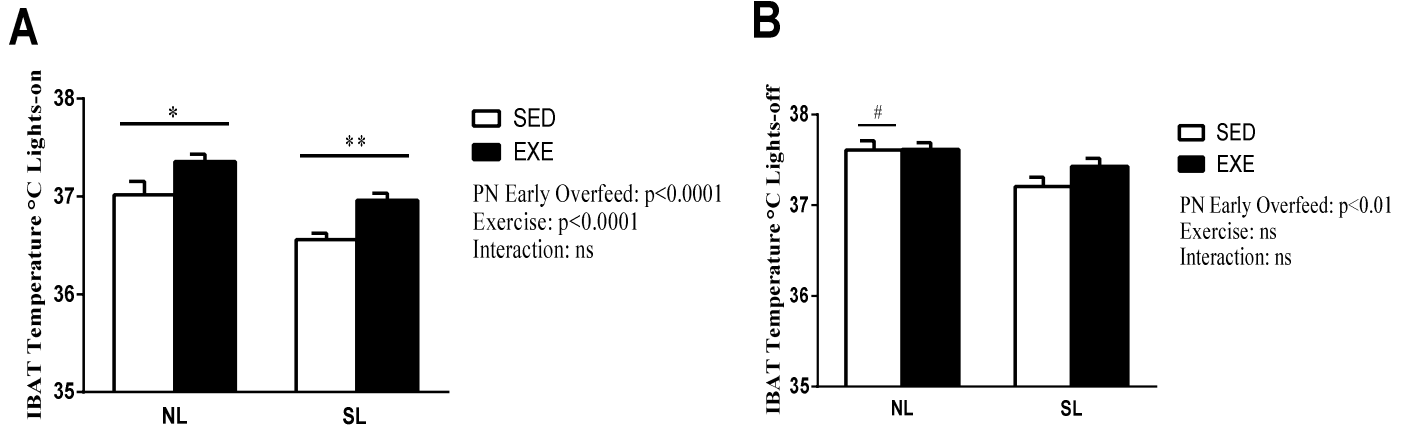 A
IBAT Temperature °C Lights-on
38
37
36
35
*
**
NL
SL
SED
EXE
PN Early Overfeed: p<0.0001
Exercise: p<0.0001
Interaction: ns
B
IBAT Temperature °C Lights-off
38
37
36
35
#
NL
SL
SED
EXE
PN Early Overfeed: p<0.01
Exercise: ns
Interaction: ns